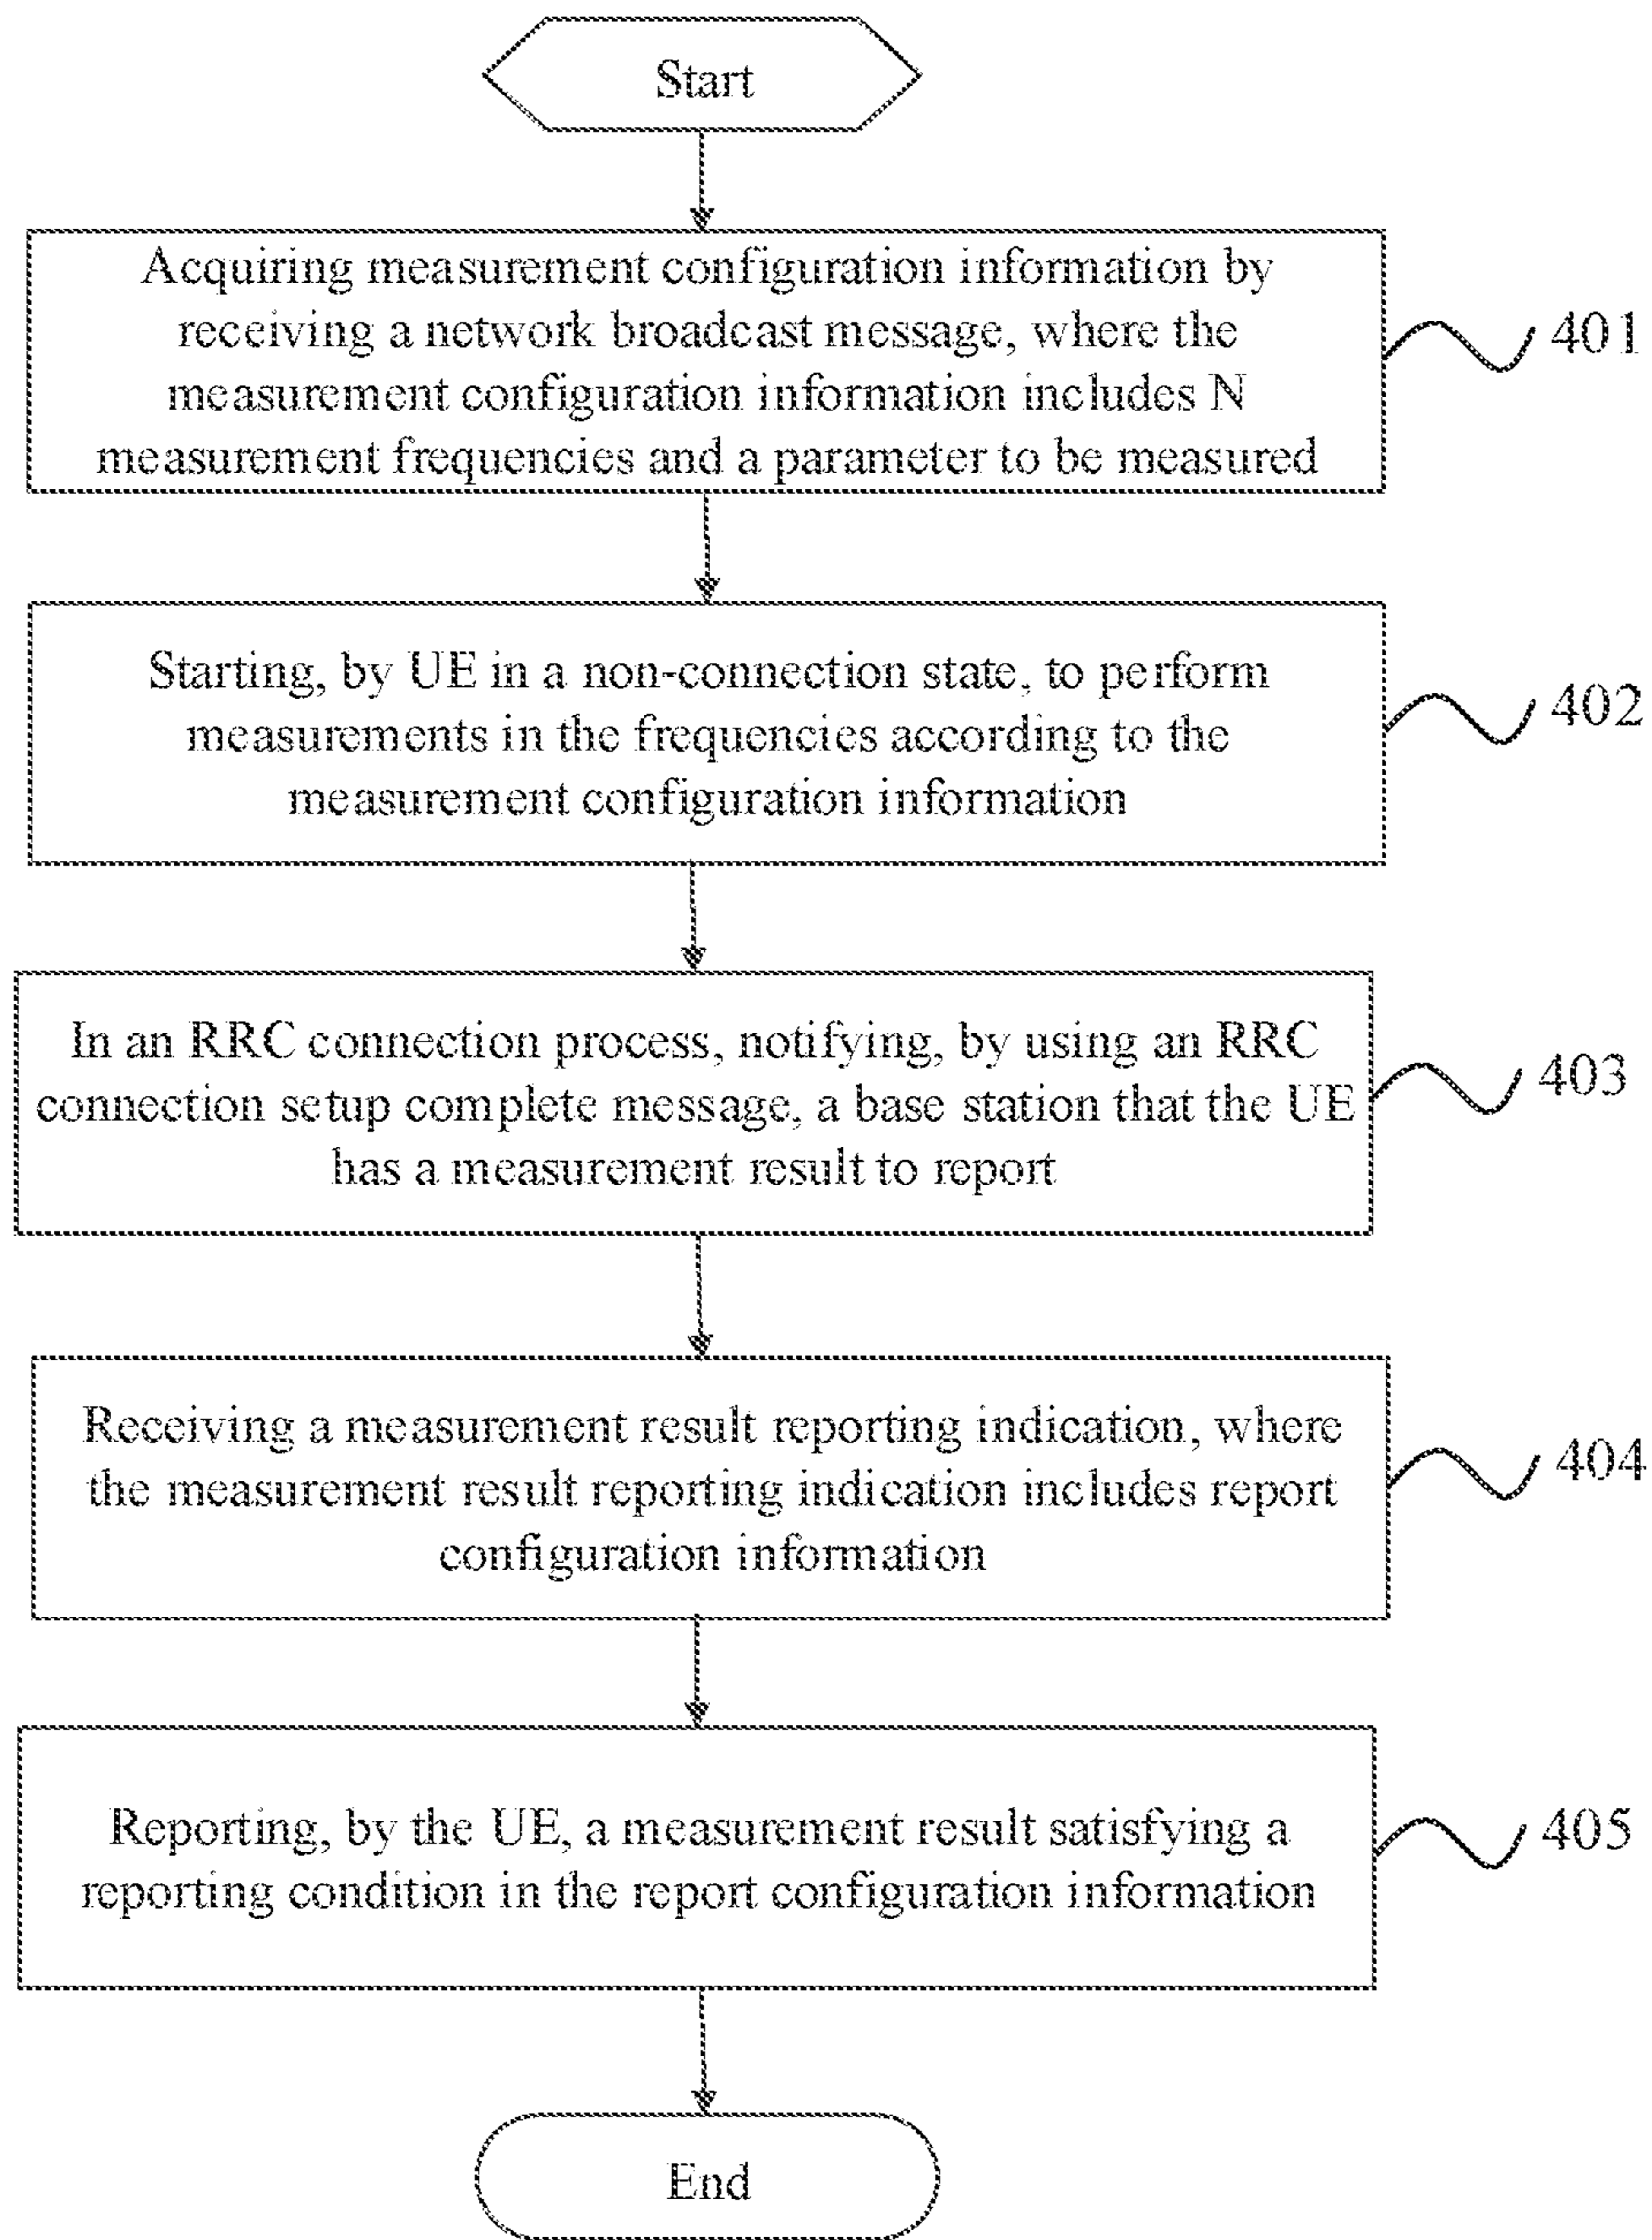 Start
Acquiring measurement configuration information by
receiving a network broadcast message, where the
measurement configuration information includes N
measurement frequencies and a parameter to be measured
401
Starting, by UE in a non-connection state, to perform
measurements in the frequencies according to the
measurement configuration information
402
In an RRC connection process, notifying, by using an RRC
connection setup complete message, a base station that the UE
has a measurement result to report
403
Receiving a measurement result reporting indication, where
the measurement result reporting indication includes report
configuration information
404
Reporting, by the UE, a measurement result satisfying a
reporting condition in the report configuration information
405
End